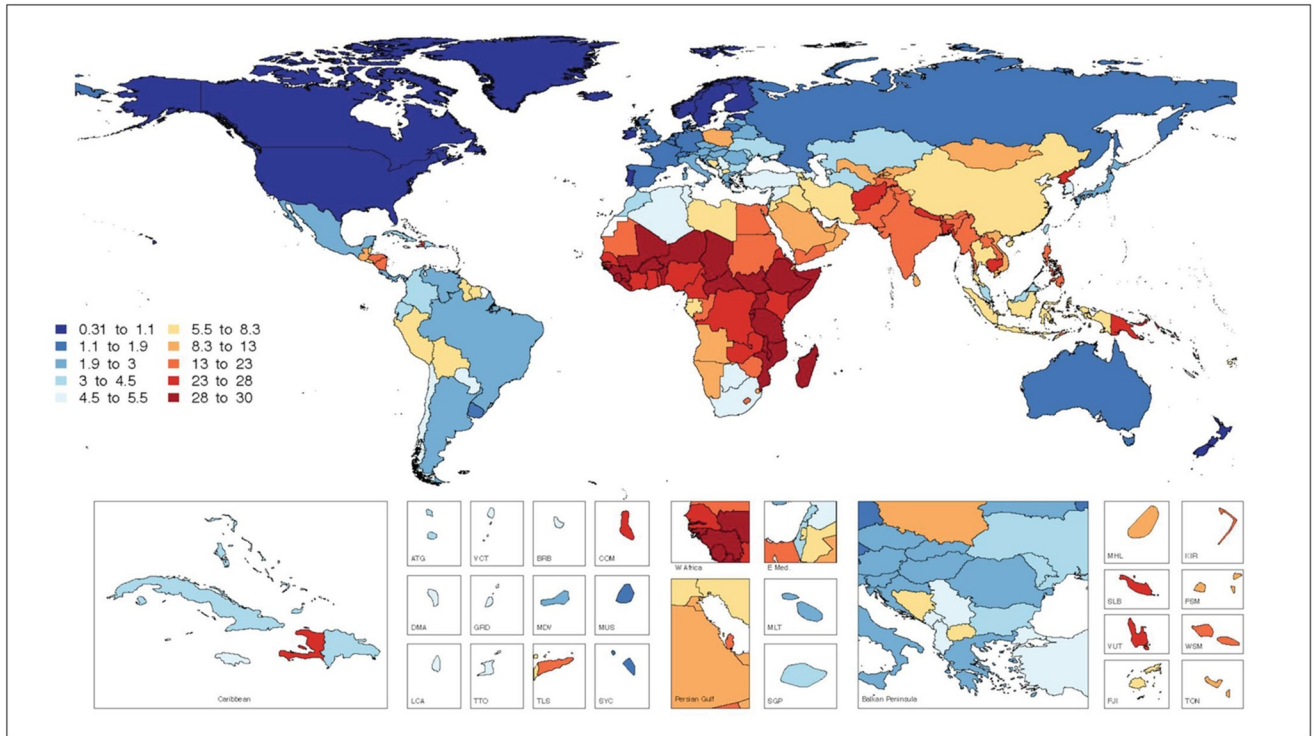 0.31 to 1.1
1.1 to 1.9
1.9 to 3
3 to 4.5
4.5 to 5.5
5.5 to 8.3
8.3 to 13
13 to 23
23 to 28
28 to 30
Caribbean
ATG
VCT
BRB
COM
DMA
GRD
MDV
MUS
LCA
TTO
TLS
SYC
W Africa
E Med.
Persian Gulf
MLT
SGP
Balkan Peninsula
MHL
KIR
SLB
FSM
VUT
WSM
FJI
TON